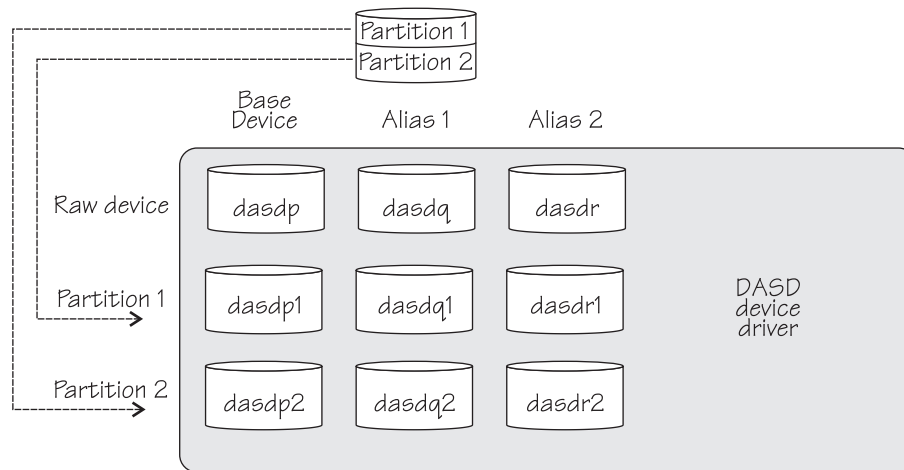 Partition 1
Partition 2
Base
Device
Alias 1
Alias 2
Raw device
dasdp
dasdq
dasdr
Partition 1
dasdp1
dasdq1
dasdr1
DASD
device
driver
Partition 2
dasdp2
dasdq2
dasdr2